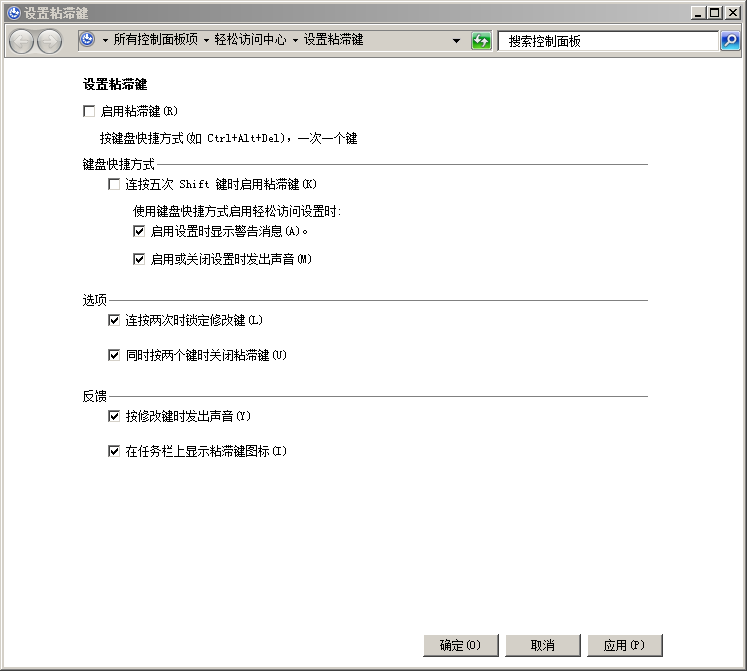 设置粘滞键
所有控制面板项 轻松访问中心 设置粘滞键
搜索控制面板
设置粘滞键
启用粘滞键(R)
按键盘快捷方式(如 Ctrl+Alt+Del)，一次一个键
键盘快捷方式
连按五次 Shift 键时启用粘滞键(K)
使用键盘快捷方式启用轻松访问设置时:
启用设置时显示警告消息(A)。
启用或关闭设置时发出声音(M)
选项
连按两次时锁定修改键(L)
同时按两个键时关闭粘滞键(U)
反馈
按修改键时发出声音(Y)
在任务栏上显示粘滞键图标(I)
确定(O) 取消 应用(P)